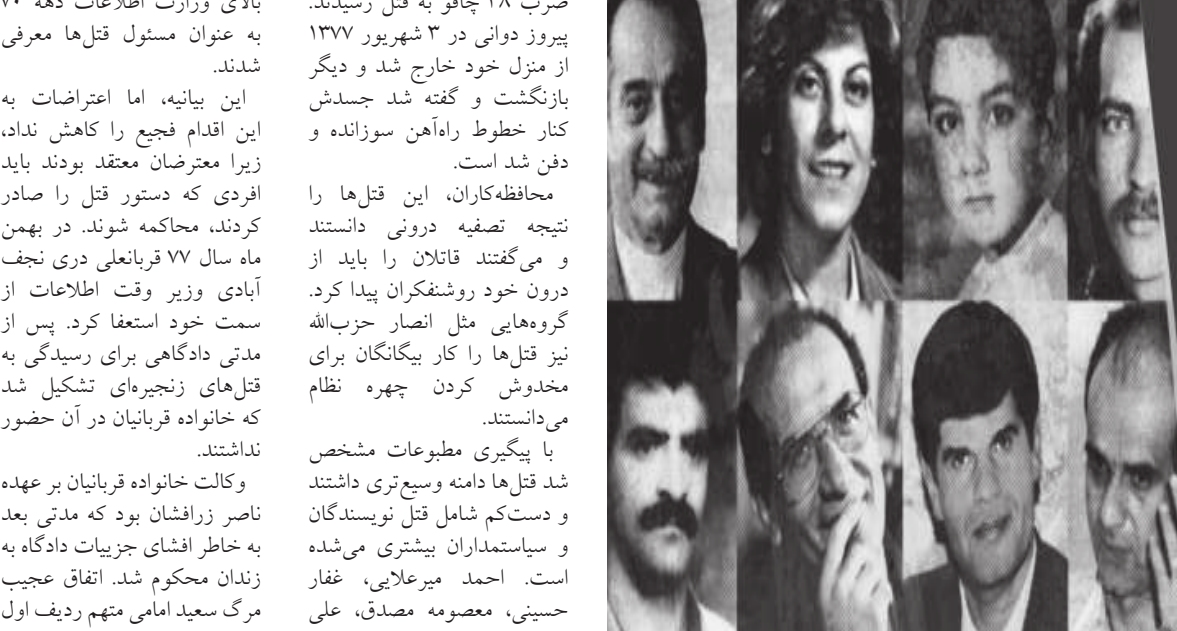 ضرب ۲۸ چاقو به قتل رسیدند.
پیروز دوانی در ۳ شهریور ۱۳۷۷
از منزل خود خارج شد و دیگر
بازنگشت و گفته شد جسدش
کنار خطوط راه‌آهن سوزانده و
دفن شد است.
محافظه‌کاران، این قتل‌ها را
نتیجه تصفیه درونی دانستند
و می‌گفتند قاتلان را باید از
درون خود روشنفکران پیدا کرد.
گروه‌هایی مثل انصار حزب‌الله
نیز قتل‌ها را کار بیگانگان برای
مخدوش کردن چهره نظام
می‌دانستند.
با پیگیری مطبوعات مشخص
شد قتل‌ها دامنه وسیع‌تری داشتند
و دست‌کم شامل قتل نویسندگان
و سیاستمداران بیشتری می‌شده
است. احمد میرعلایی، غفار
حسینی، معصومه مصدق، علی
بالای وزارت اطلاعات دهه ۷۰
به عنوان مسئول قتل‌ها معرفی
شدند.
این بیانیه، اما اعتراضات به
این اقدام فجیع را کاهش نداد،
زیرا معترضان معتقد بودند باید
افردی که دستور قتل را صادر
کردند، محاکمه شوند. در بهمن
ماه سال ۷۷ قربانعلی دری نجف
آبادی وزیر وقت اطلاعات از
سمت خود استعفا کرد. پس از
مدتی دادگاهی برای رسیدگی به
قتل‌های زنجیره‌ای تشکیل شد
که خانواده قربانیان در آن حضور
نداشتند.
وکالت خانواده قربانیان بر عهده
ناصر زرافشان بود که مدتی بعد
به خاطر افشای جزییات دادگاه به
زندان محکوم شد. اتفاق عجیب
مرگ سعید امامی متهم ردیف اول